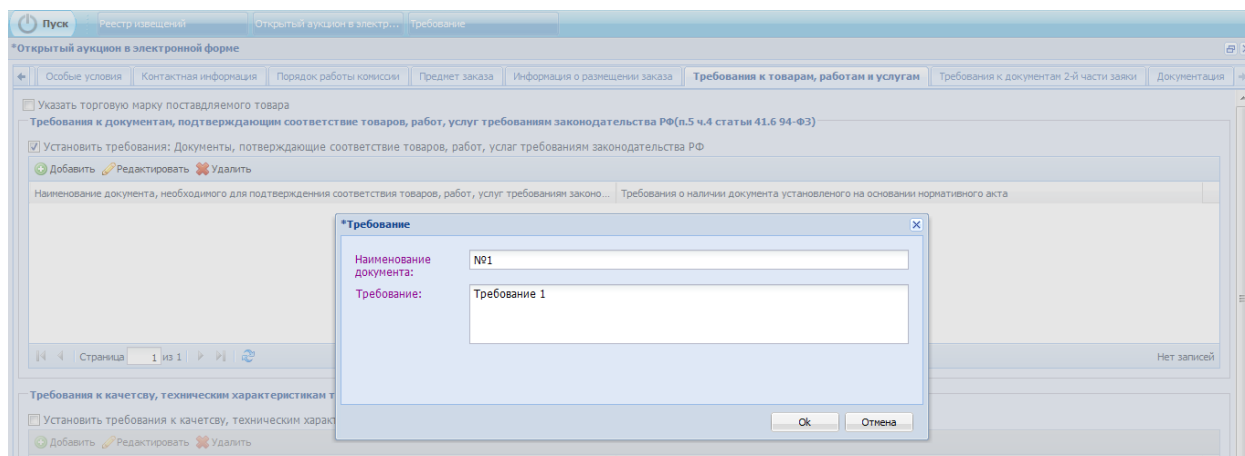 Пуск Реестр извещений Открытый аукцион в электр... Требование
*Открытый аукцион в электронной форме
Особые условия Контактная информация Порядок работы комиссии Предмет заказа Информация о размещении заказа Требования к товарам, работам и услугам Требования к документам 2-й части заяки Документация
Указать торговую марку поставдляемого товара
Требования к документам, подтверждающим соответствие товаров, работ, услуг требованиям законодательства РФ(п.5 ч.4 статьи 41.6 94-ФЗ)
Установить требования: Документы, потверждающие соответствие товаров, работ, услаг требованиям законодательства РФ
Добавить Редактировать Удалить
Наименование документа, необходимого для подтверждения соответствия товаров, работ, услуг требованиям законо... Требования о наличии документа установленого на основании нормативного акта
*Требование
Наименование документа:
№1
Требование:
Требование 1
Страница 1 из 1
Нет записей
Требования к качетсву, техническим характеристикам т
Установить требования к качетсву, техническим характ
Ok Отмена
Добавить Редактировать Удалить